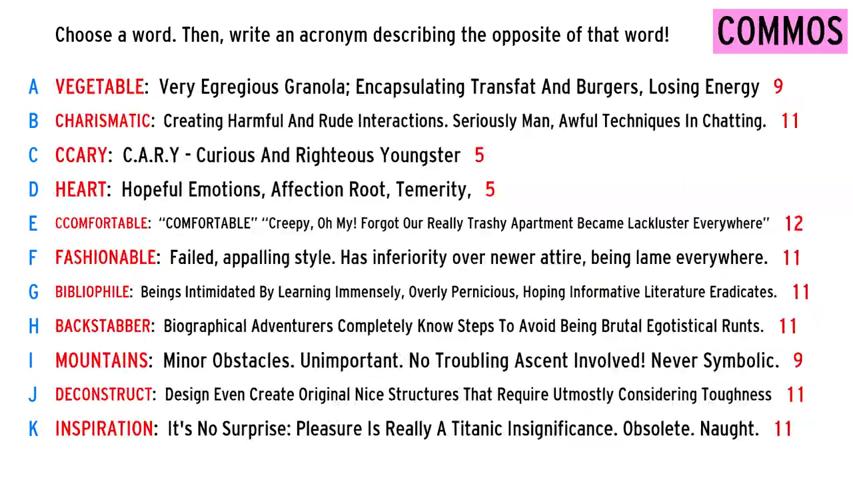 Choose a word. Then, write an acronym describing the opposite of that word!
COMMOS
A VEGETABLE: Very Egregious Granola; Encapsulating Transfat And Burgers, Losing Energy 9
B CHARISMATIC: Creating Harmful And Rude Interactions. Seriously Man, Awful Techniques In Chatting. 11
C CCARY: C.A.R.Y - Curious And Righteous Youngster 5
D HEART: Hopeful Emotions, Affection Root, Temerity, 5
E CCOMFORTABLE: “COMFORTABLE” “Creepy, Oh My! Forgot Our Really Trashy Apartment Became Lackluster Everywhere” 12
F FASHIONABLE: Failed, appalling style. Has inferiority over newer attire, being lame everywhere. 11
G BIBLIOPHILE: Beings Intimidated By Learning Immensely, Overly Pernicious, Hoping Informative Literature Eradicates. 11
H BACKSTABBER: Biographical Adventurers Completely Know Steps To Avoid Being Brutal Egotistical Runts. 11
I MOUNTAINS: Minor Obstacles. Unimportant. No Troubling Ascent Involved! Never Symbolic. 9
J DECONSTRUCT: Design Even Create Original Nice Structures That Require Utmostly Considering Toughness 11
K INSPIRATION: It's No Surprise: Pleasure Is Really A Titanic Insignificance. Obsolete. Naught. 11